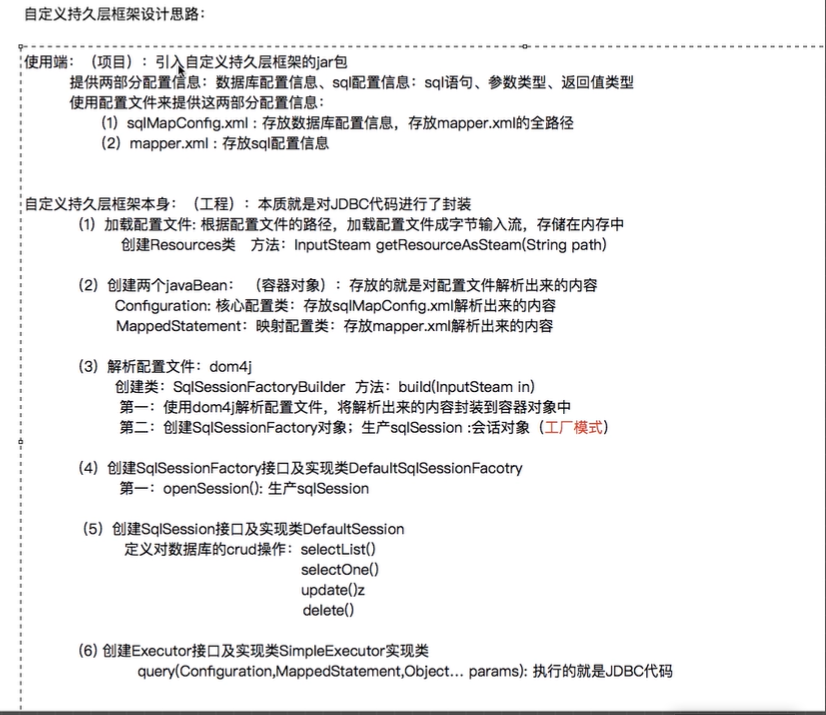 自定义持久层框架设计思路：
使用端：（项目）：引入自定义持久层框架的jar包
提供两部分配置信息：数据库配置信息、sql配置信息：sql语句、参数类型、返回值类型
使用配置文件来提供这两部分配置信息：
（1）sqlMapConfig.xml：存放数据库配置信息，存放mapper.xml的全路径
（2）mapper.xml：存放sql配置信息
自定义持久层框架本身：（工程）：本质就是对JDBC代码进行了封装
（1）加载配置文件: 根据配置文件的路径，加载配置文件成字节输入流，存储在内存中
创建Resources类 方法：InputSteam getResourceAsSteam(String path)
（2）创建两个javaBean：（容器对象）：存放的就是对配置文件解析出来的内容
Configuration: 核心配置类：存放sqlMapConfig.xml解析出来的内容
MappedStatement：映射配置类：存放mapper.xml解析出来的内容
（3）解析配置文件：dom4j
创建类：SqlSessionFactoryBuilder 方法：build(InputSteam in)
第一：使用dom4j解析配置文件，将解析出来的内容封装到容器对象中
第二：创建SqlSessionFactory对象；生产sqlSession :会话对象（工厂模式）
（4）创建SqlSessionFactory接口及实现类DefaultSqlSessionFacotry
第一：openSession(): 生产sqlSession
（5）创建SqlSession接口及实现类DefaultSession
定义对数据库的crud操作：selectList()
selectOne()
update()z
delete()
（6) 创建Executor接口及实现类SimpleExecutor实现类
query(Configuration,MappedStatement,Object... params): 执行的就是JDBC代码